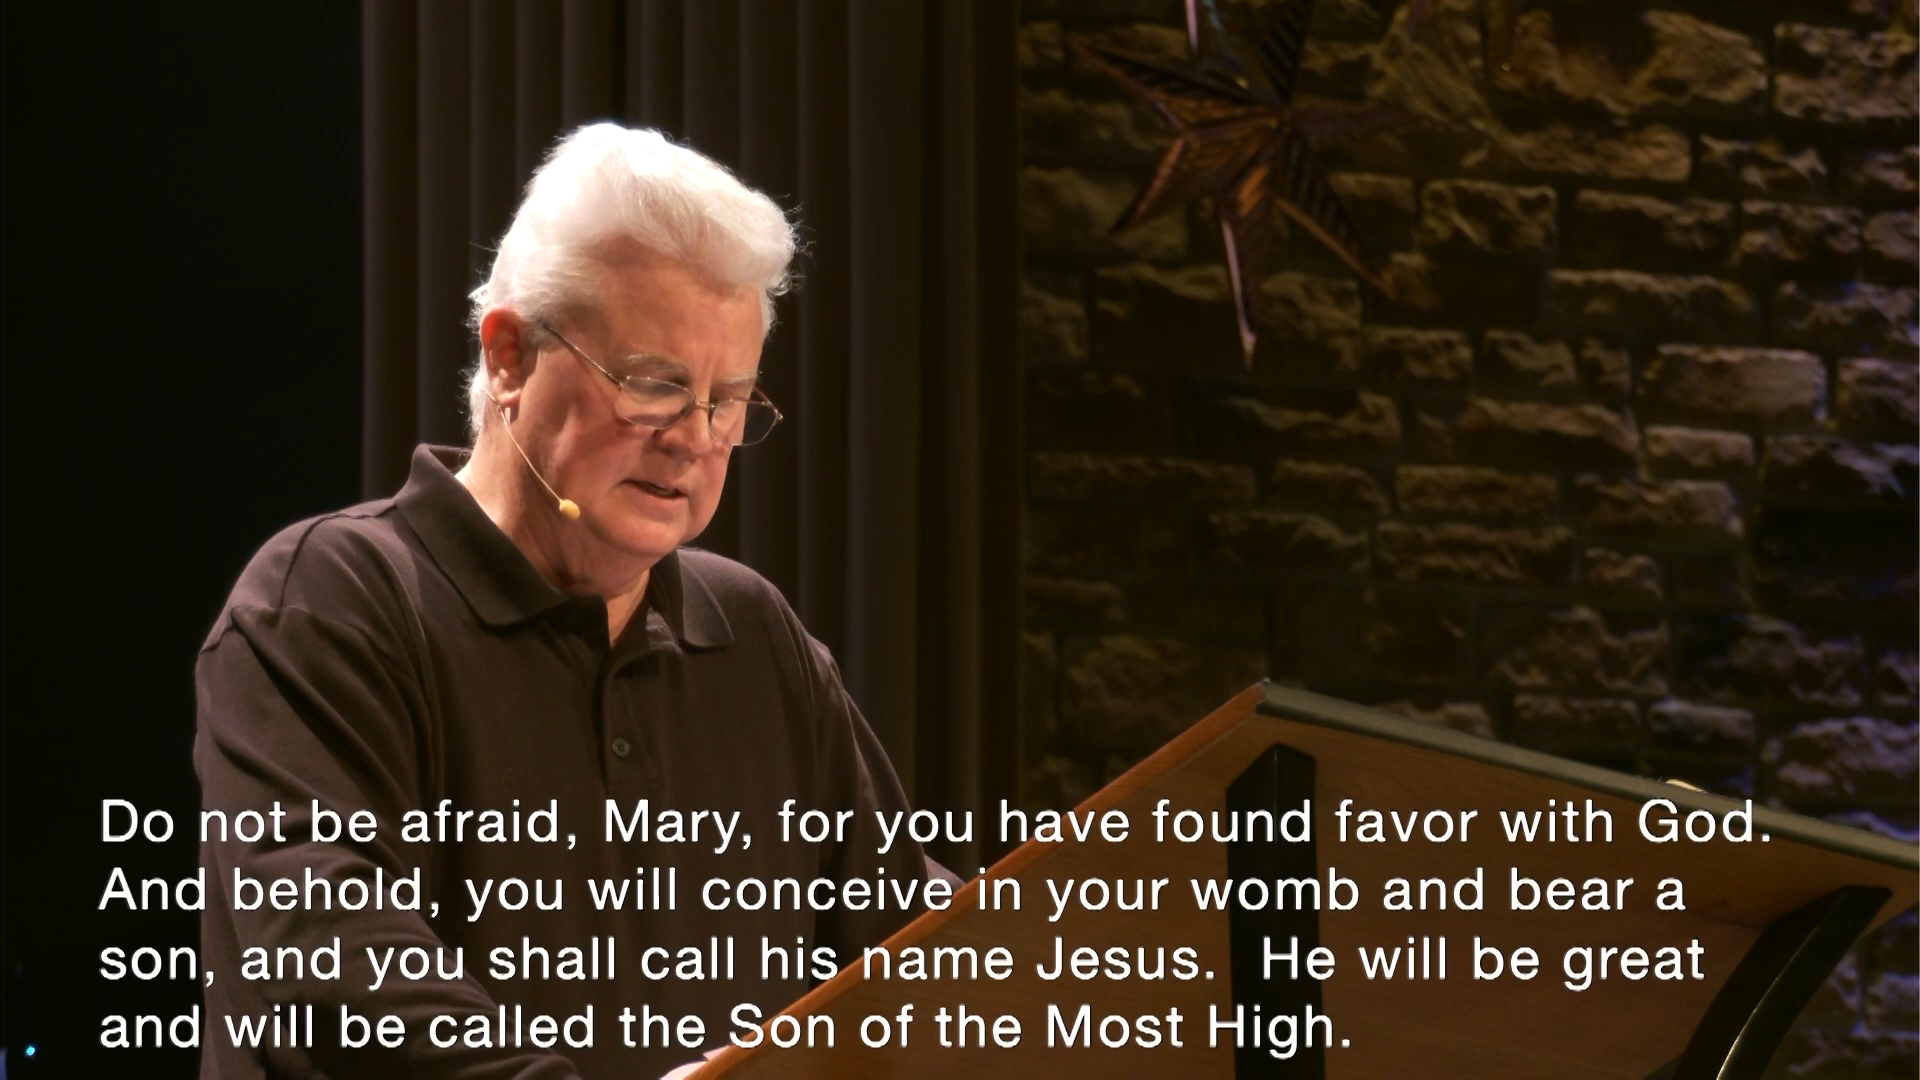 Do not be afraid, Mary, for you have found favor with God.
And behold, you will conceive in your womb and bear a
son, and you shall call his name Jesus.  He will be great
and will be called the Son of the Most High.